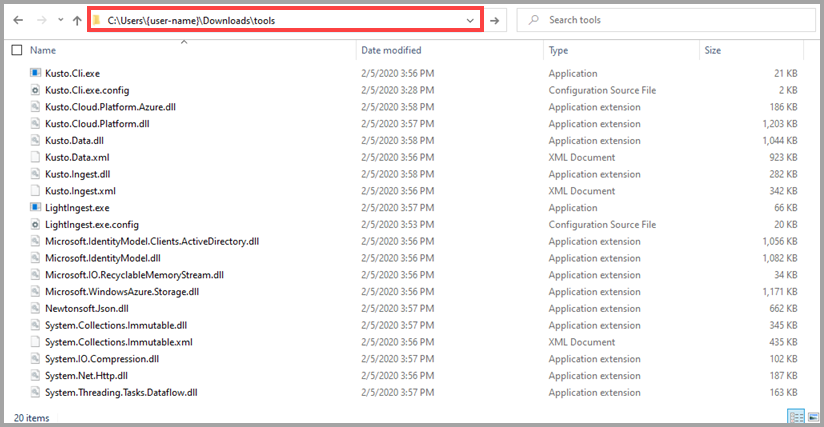 C:\Users\{user-name}\Downloads\tools Search tools
Name Date modified Type Size
Kusto.Cli.exe 2/5/2020 3:56 PM Application 21 KB
Kusto.Cli.exe.config 2/5/2020 3:28 PM Configuration Source File 2 KB
Kusto.Cloud.Platform.Azure.dll 2/5/2020 3:58 PM Application extension 186 KB
Kusto.Cloud.Platform.dll 2/5/2020 3:57 PM Application extension 1,203 KB
Kusto.Data.dll 2/5/2020 3:58 PM Application extension 1,044 KB
Kusto.Data.xml 2/5/2020 3:56 PM XML Document 923 KB
Kusto.Ingest.dll 2/5/2020 3:58 PM Application extension 282 KB
Kusto.Ingest.xml 2/5/2020 3:56 PM XML Document 342 KB
LightIngest.exe 2/5/2020 3:57 PM Application 66 KB
LightIngest.exe.config 2/5/2020 3:53 PM Configuration Source File 20 KB
Microsoft.IdentityModel.Clients.ActiveDirectory.dll 2/5/2020 3:56 PM Application extension 1,056 KB
Microsoft.IdentityModel.dll 2/5/2020 3:56 PM Application extension 1,082 KB
Microsoft.IO.RecyclableMemoryStream.dll 2/5/2020 3:56 PM Application extension 34 KB
Microsoft.WindowsAzure.Storage.dll 2/5/2020 3:56 PM Application extension 1,171 KB
Newtonsoft.Json.dll 2/5/2020 3:57 PM Application extension 662 KB
System.Collections.Immutable.dll 2/5/2020 3:57 PM Application extension 345 KB
System.Collections.Immutable.xml 2/5/2020 3:56 PM XML Document 435 KB
System.IO.Compression.dll 2/5/2020 3:57 PM Application extension 102 KB
System.Net.Http.dll 2/5/2020 3:56 PM Application extension 187 KB
System.Threading.Tasks.Dataflow.dll 2/5/2020 3:57 PM Application extension 163 KB
20 items